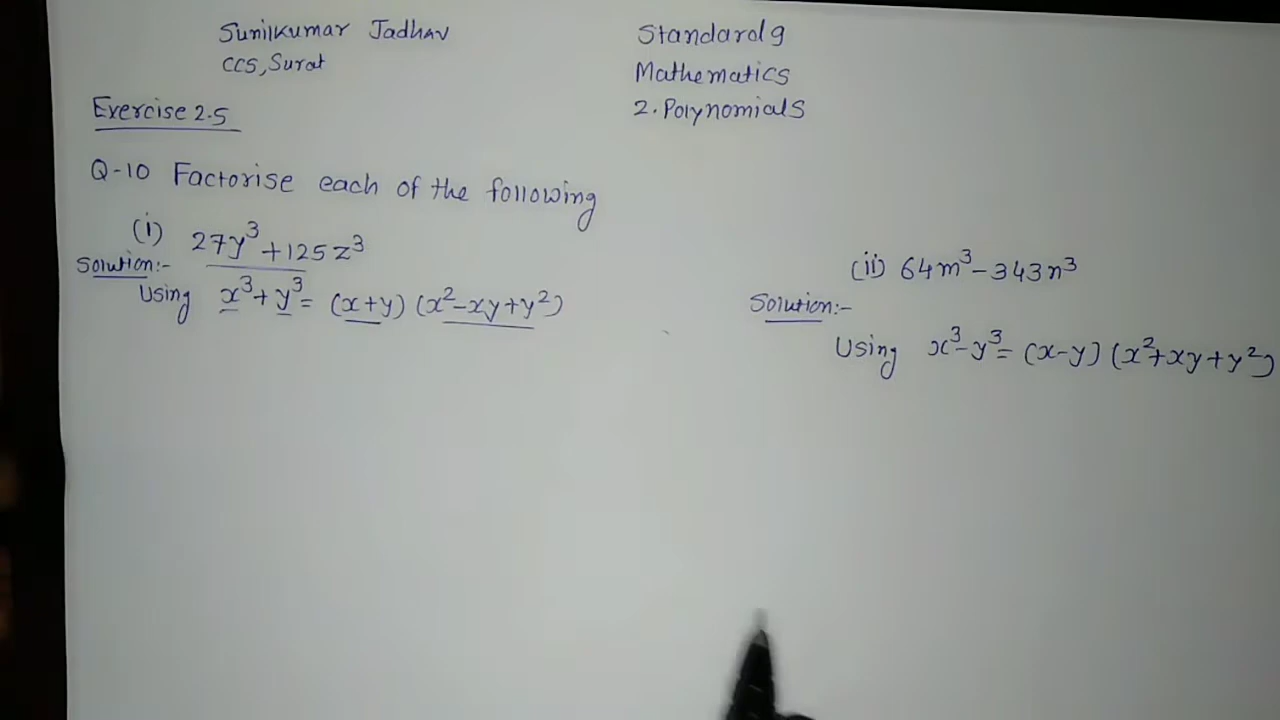 Sunilkumar Jadhav
CCS, Surat
Standard 9
Mathematics
2. Polynomials
Exercise 2.5
Q-10 Factorise each of the following
(i) 27y³ + 125z³
Solution:-
Using x³ + y³ = (x+y) (x² - xy + y²)
(ii) 64m³ - 343n³
Solution:-
Using x³ - y³ = (x-y) (x² + xy + y²)